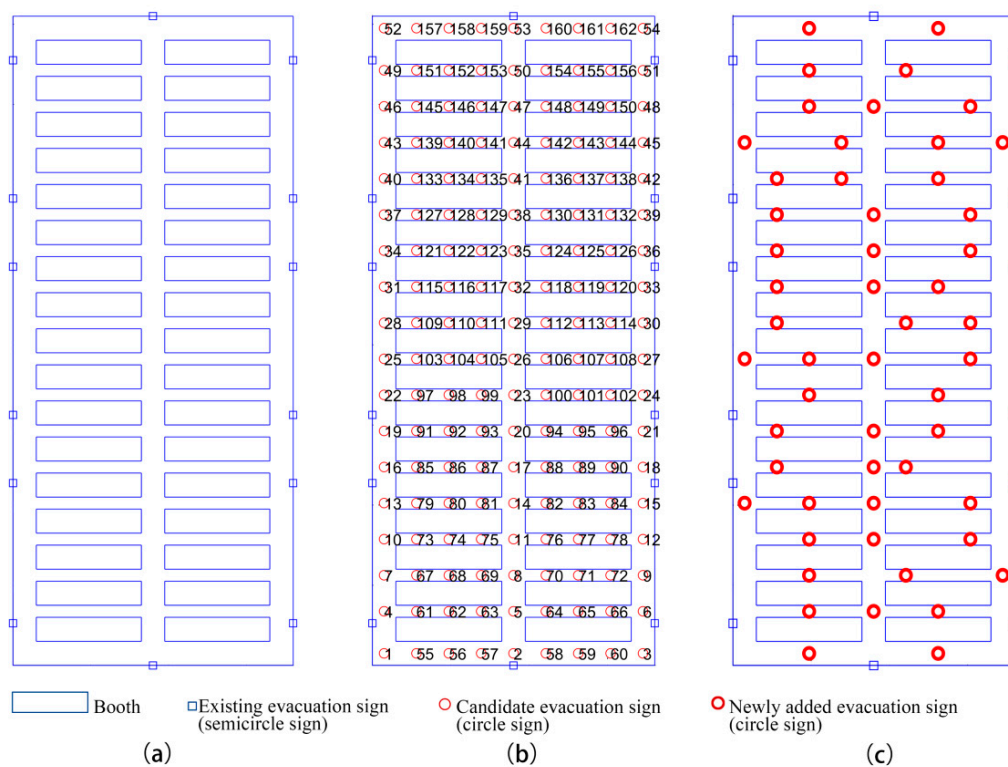 52 157 158 159 53 160 161 162 54
49 151 152 153 50 154 155 156 51
46 145 146 147 47 148 149 150 48
43 139 140 141 44 142 143 144 45
40 133 134 135 41 136 137 138 42
37 127 128 129 38 130 131 132 39
34 121 122 123 35 124 125 126 36
31 115 116 117 32 118 119 120 33
28 109 110 111 29 112 113 114 30
25 103 104 105 26 106 107 108 27
22 97 98 99 23 100 101 102 24
19 91 92 93 20 94 95 96 21
16 85 86 87 17 88 89 90 18
13 79 80 81 14 82 83 84 15
10 73 74 75 11 76 77 78 12
7 67 68 69 8 70 71 72 9
4 61 62 63 5 64 65 66 6
1 55 56 57 2 58 59 60 3
Booth
Existing evacuation sign
(semicircle sign)
Candidate evacuation sign
(circle sign)
Newly added evacuation sign
(circle sign)
(a)
(b)
(c)